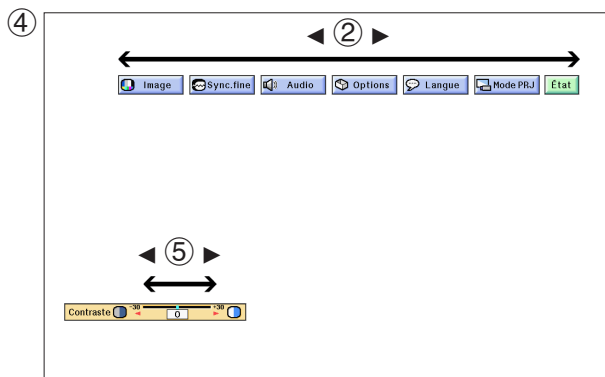 ④
◄ ② ►
Image Sync.fine Audio Options Langue Mode PRJ État
◄ ⑤ ►
Contraste -30 0 +30